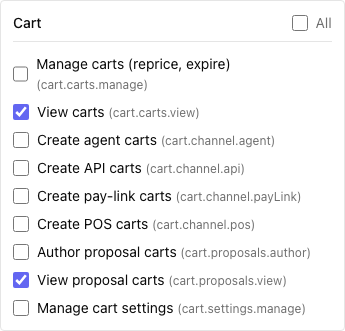 Cart All
Manage carts (reprice, expire)
(cart.carts.manage)
View carts (cart.carts.view)
Create agent carts (cart.channel.agent)
Create API carts (cart.channel.api)
Create pay-link carts (cart.channel.payLink)
Create POS carts (cart.channel.pos)
Author proposal carts (cart.proposals.author)
View proposal carts (cart.proposals.view)
Manage cart settings (cart.settings.manage)